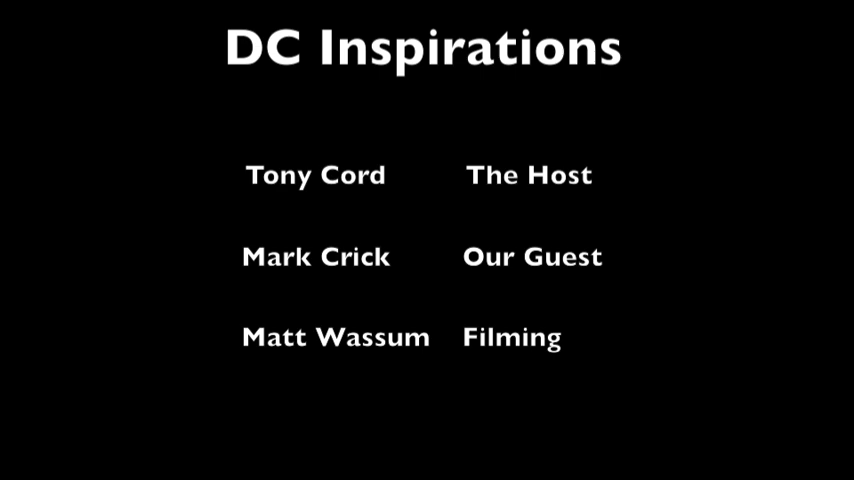 DC Inspirations
Tony Cord The Host
Mark Crick Our Guest
Matt Wassum Filming